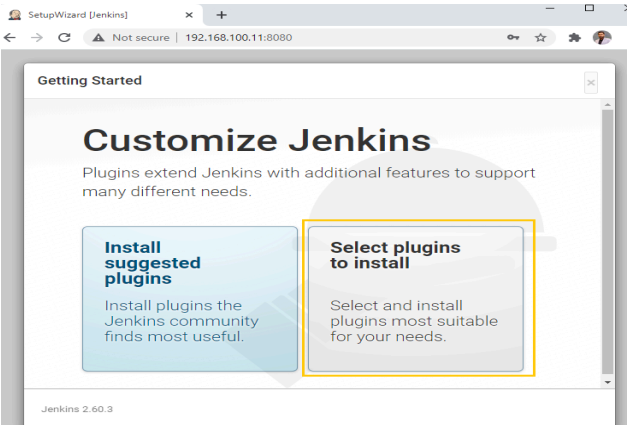 SetupWizard [Jenkins]
Not secure | 192.168.100.11:8080
Getting Started
Customize Jenkins
Plugins extend Jenkins with additional features to support
many different needs.
Install
suggested
plugins
Install plugins the
Jenkins community
finds most useful.
Select plugins
to install
Select and install
plugins most suitable
for your needs.
Jenkins 2.60.3